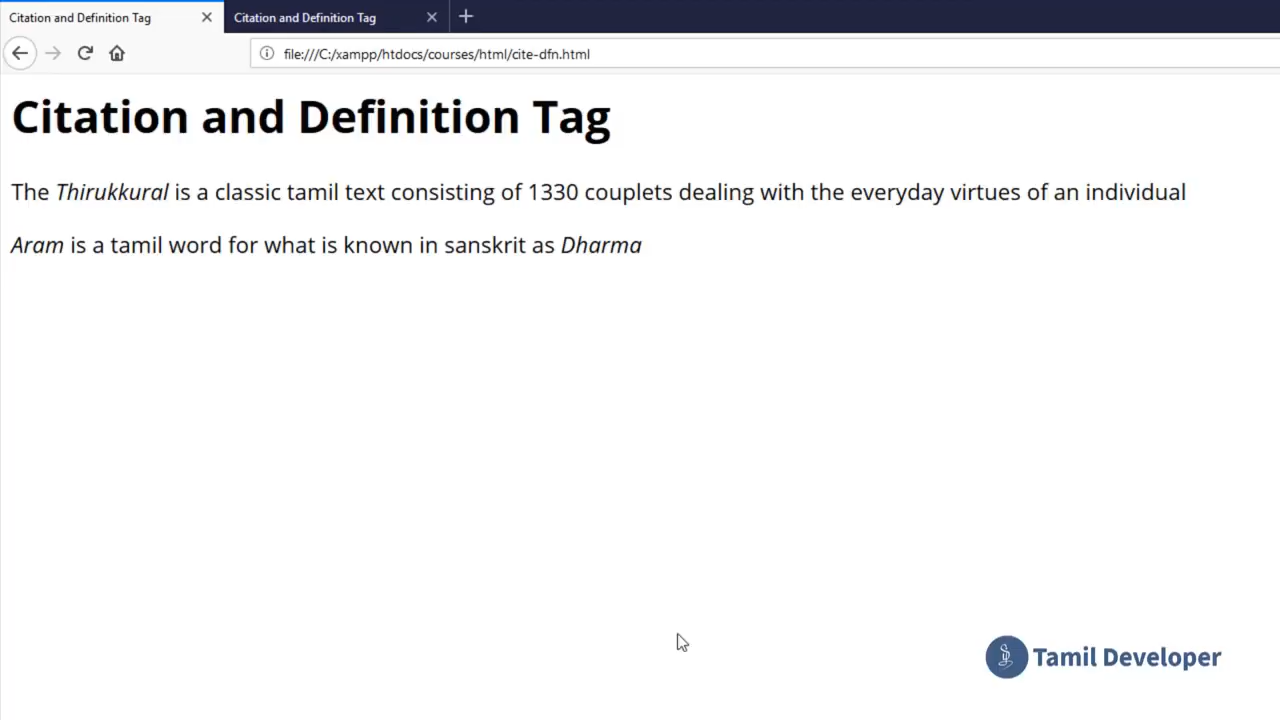 Citation and Definition Tag
Citation and Definition Tag
file:///C:/xampp/htdocs/courses/html/cite-dfn.html
Citation and Definition Tag
The Thirukkural is a classic tamil text consisting of 1330 couplets dealing with the everyday virtues of an individual
Aram is a tamil word for what is known in sanskrit as Dharma
Tamil Developer